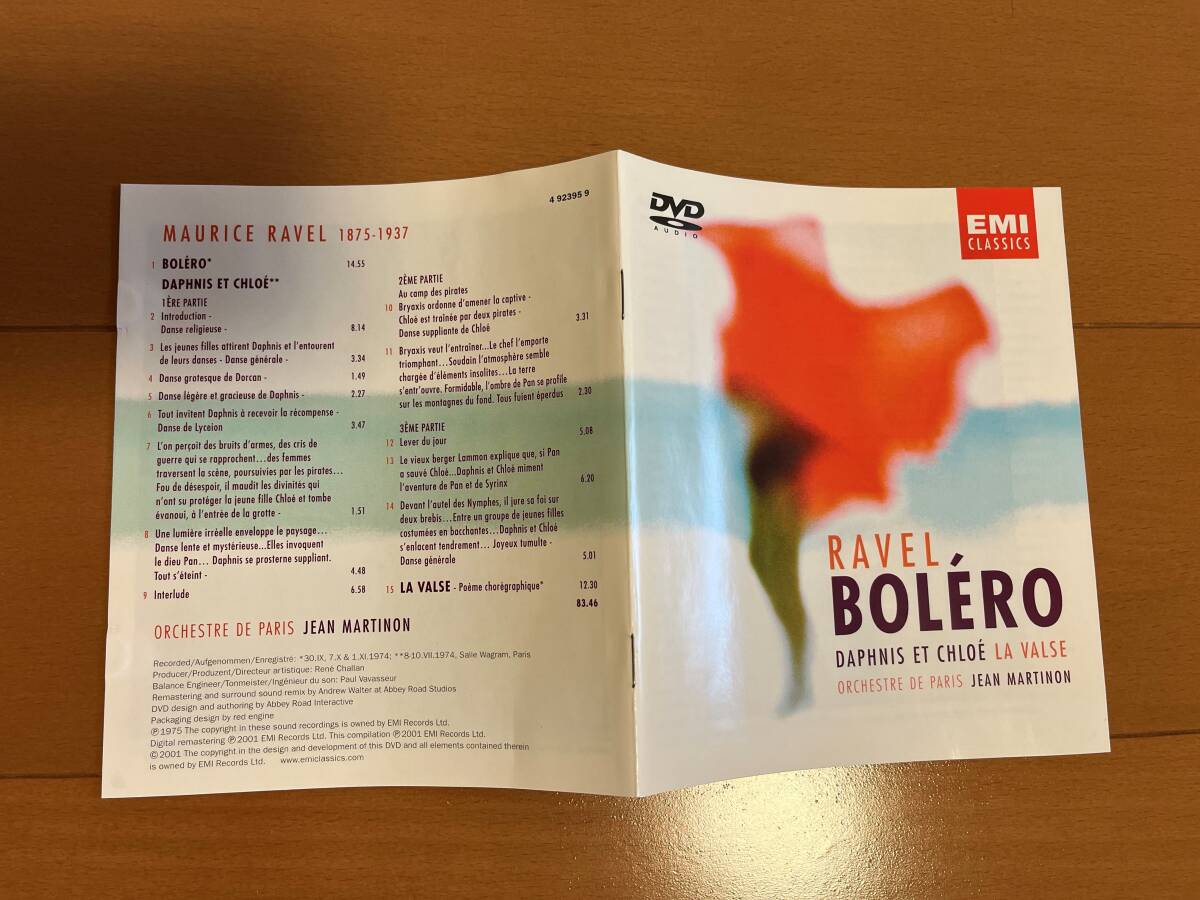 4 92395 9
MAURICE RAVEL 1875-1937
1 BOLÉRO* 14.55
DAPHNIS ET CHLOÉ**
1ÈRE PARTIE
2 Introduction -
Danse religieuse - 8.14
3 Les jeunes filles attirent Daphnis et l'entourent
de leurs danses - Danse générale - 3.34
4 Danse grotesque de Dorcan - 1.49
5 Danse légère et gracieuse de Daphnis - 2.27
6 Tout invitent Daphnis à recevoir la récompense -
Danse de Lyceion 3.47
7 L'on perçoit des bruits d'armes, des cris de
guerre qui se rapprochent...des femmes
traversent la scène, poursuivies par les pirates...
Fou de désespoir, il maudit les divinités qui
n'ont su protéger la jeune fille Chloé et tombe
évanoui, à l'entrée de la grotte - 1.51
8 Une lumière irréelle enveloppe le paysage...
Danse lente et mystérieuse...Elles invoquent
le dieu Pan... Daphnis se prosterne suppliant.
Tout s'éteint - 4.48
9 Interlude 6.58
2ÈME PARTIE
Au camp des pirates
10 Bryaxis ordonne d'amener la captive -
Chloé est traînée par deux pirates -
Danse suppliante de Chloé 3.31
11 Bryaxis veut l'entraîner...Le chef l'emporte
triomphant...Soudain l'atmosphère semble
chargée d'éléments insolites...La terre
s'entr'ouvre. Formidable, l'ombre de Pan se profile
sur les montagnes du fond. Tous fuient éperdus 2.30
3ÈME PARTIE
12 Lever du jour 5.08
13 Le vieux berger Lammon explique que, si Pan
a sauvé Chloé...Daphnis et Chloé miment
l'aventure de Pan et de Syrinx 6.20
14 Devant l'autel des Nymphes, il jure sa foi sur
deux brebis...Entre un groupe de jeunes filles
costumées en bacchantes...Daphnis et Chloé
s'enlacent tendrement... Joyeux tumulte -
Danse générale 5.01
15 LA VALSE - Poème chorégraphique* 12.30
83.46
ORCHESTRE DE PARIS JEAN MARTINON
Recorded/Aufgenommen/Enregistré: *30.IX, 7.X & 1.XI.1974; **8-10.VII.1974, Salle Wagram, Paris
Producer/Produzent/Directeur artistique: René Challan
Balance Engineer/Tonmeister/Ingénieur du son: Paul Vavasseur
Remastering and surround sound remix by Andrew Walter at Abbey Road Studios
DVD design and authoring by Abbey Road Interactive
Packaging design by red engine
℗ 1975 The copyright in these sound recordings is owned by EMI Records Ltd.
Digital remastering ℗ 2001 EMI Records Ltd. This compilation ℗ 2001 EMI Records Ltd.
© 2001 The copyright in the design and development of this DVD and all elements contained therein
is owned by EMI Records Ltd. www.emiclassics.com
DVD
AUDIO
EMI
CLASSICS
RAVEL
BOLÉRO
DAPHNIS ET CHLOÉ LA VALSE
ORCHESTRE DE PARIS JEAN MARTINON